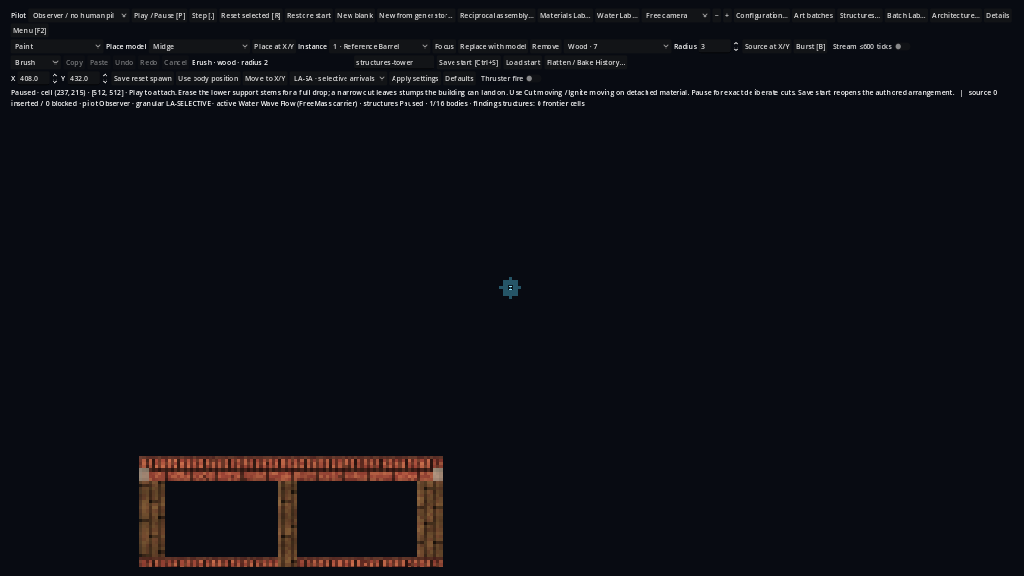 Pilot Observer / no human pil Play / Pause [P] Step [.] Reset selected [R] Restore start New blank New from generator... Reciprocal assembly... Materials Lab... Water Lab... Free camera − + Configuration... Art batches Structures... Batch Lab... Architecture... Details
Menu [F2]
Paint Place model Midge Place at X/Y Instance 1 · Reference Barrel Focus Replace with model Remove Wood · 7 Radius 3 Source at X/Y Burst [B] Stream ≤600 ticks
Brush Copy Paste Undo Redo Cancel Brush · wood · radius 2 structures-tower Save start [Ctrl+S] Load start Flatten / Bake History...
X 408.0 Y 432.0 Save reset spawn Use body position Move to X/Y LA-SA · selective arrivals Apply settings Defaults Thruster fire
Paused · cell (237, 215) · [512, 512] · Play to attach. Erase the lower support stems for a full drop; a narrow cut leaves stumps the building can land on. Use Cut moving / Ignite moving on detached material. Pause for exact deliberate cuts. Save start reopens the authored arrangement. | source 0
inserted / 0 blocked · pilot Observer · granular LA-SELECTIVE · active Water Wave Flow (FreeMass carrier) · structures Paused · 1/16 bodies · findings structures: 0 frontier cells